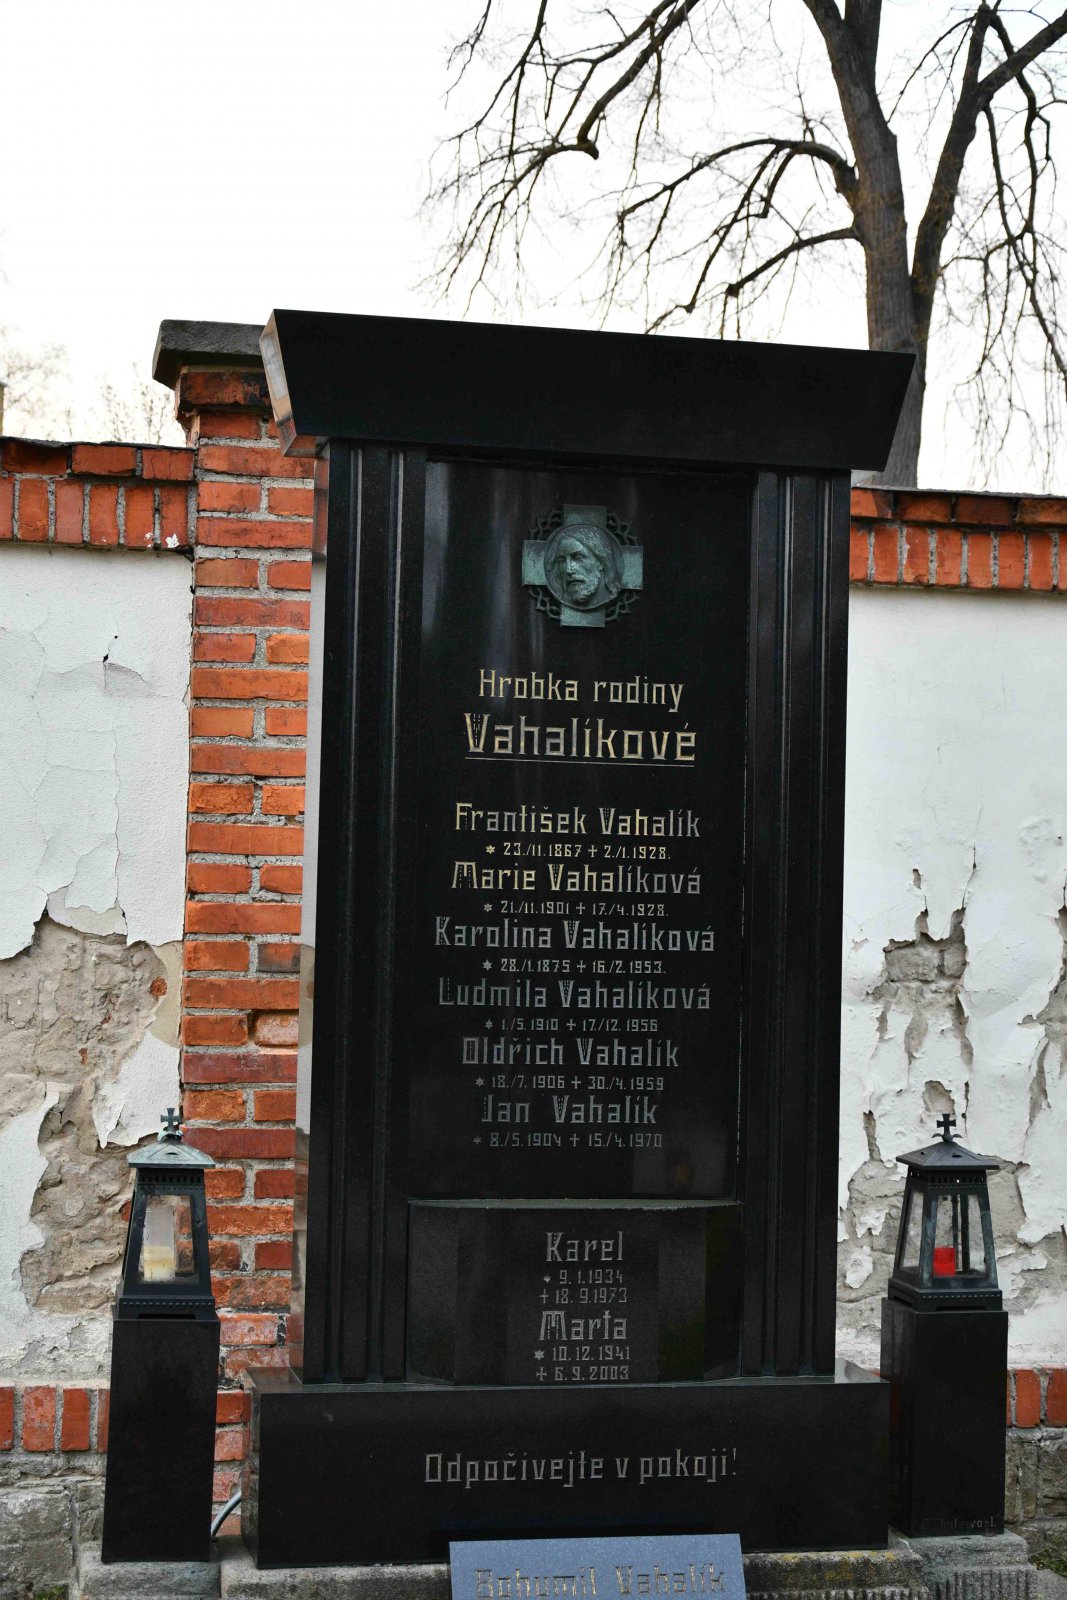 Hrobka rodiny
Vahalíkové
František Vahalík
* 23./11.1867 + 2./1.1928.
Marie Vahalíková
* 21./11.1901 + 17./4.1928.
Karolina Vahalíková
* 28./1.1875 + 16./2.1953.
Ludmila Vahalíková
* 1./5.1910 + 17./12.1956
Oldřich Vahalík
* 18./7.1906 + 30./4.1959
Jan Vahalík
* 8./5.1904 + 15./4.1970
Karel
* 9.1.1934
+ 18.9.1973
Marta
* 10.12.1941
+ 6.9.2003
Odpočívejte v pokoji!
Bohumil Vahalík